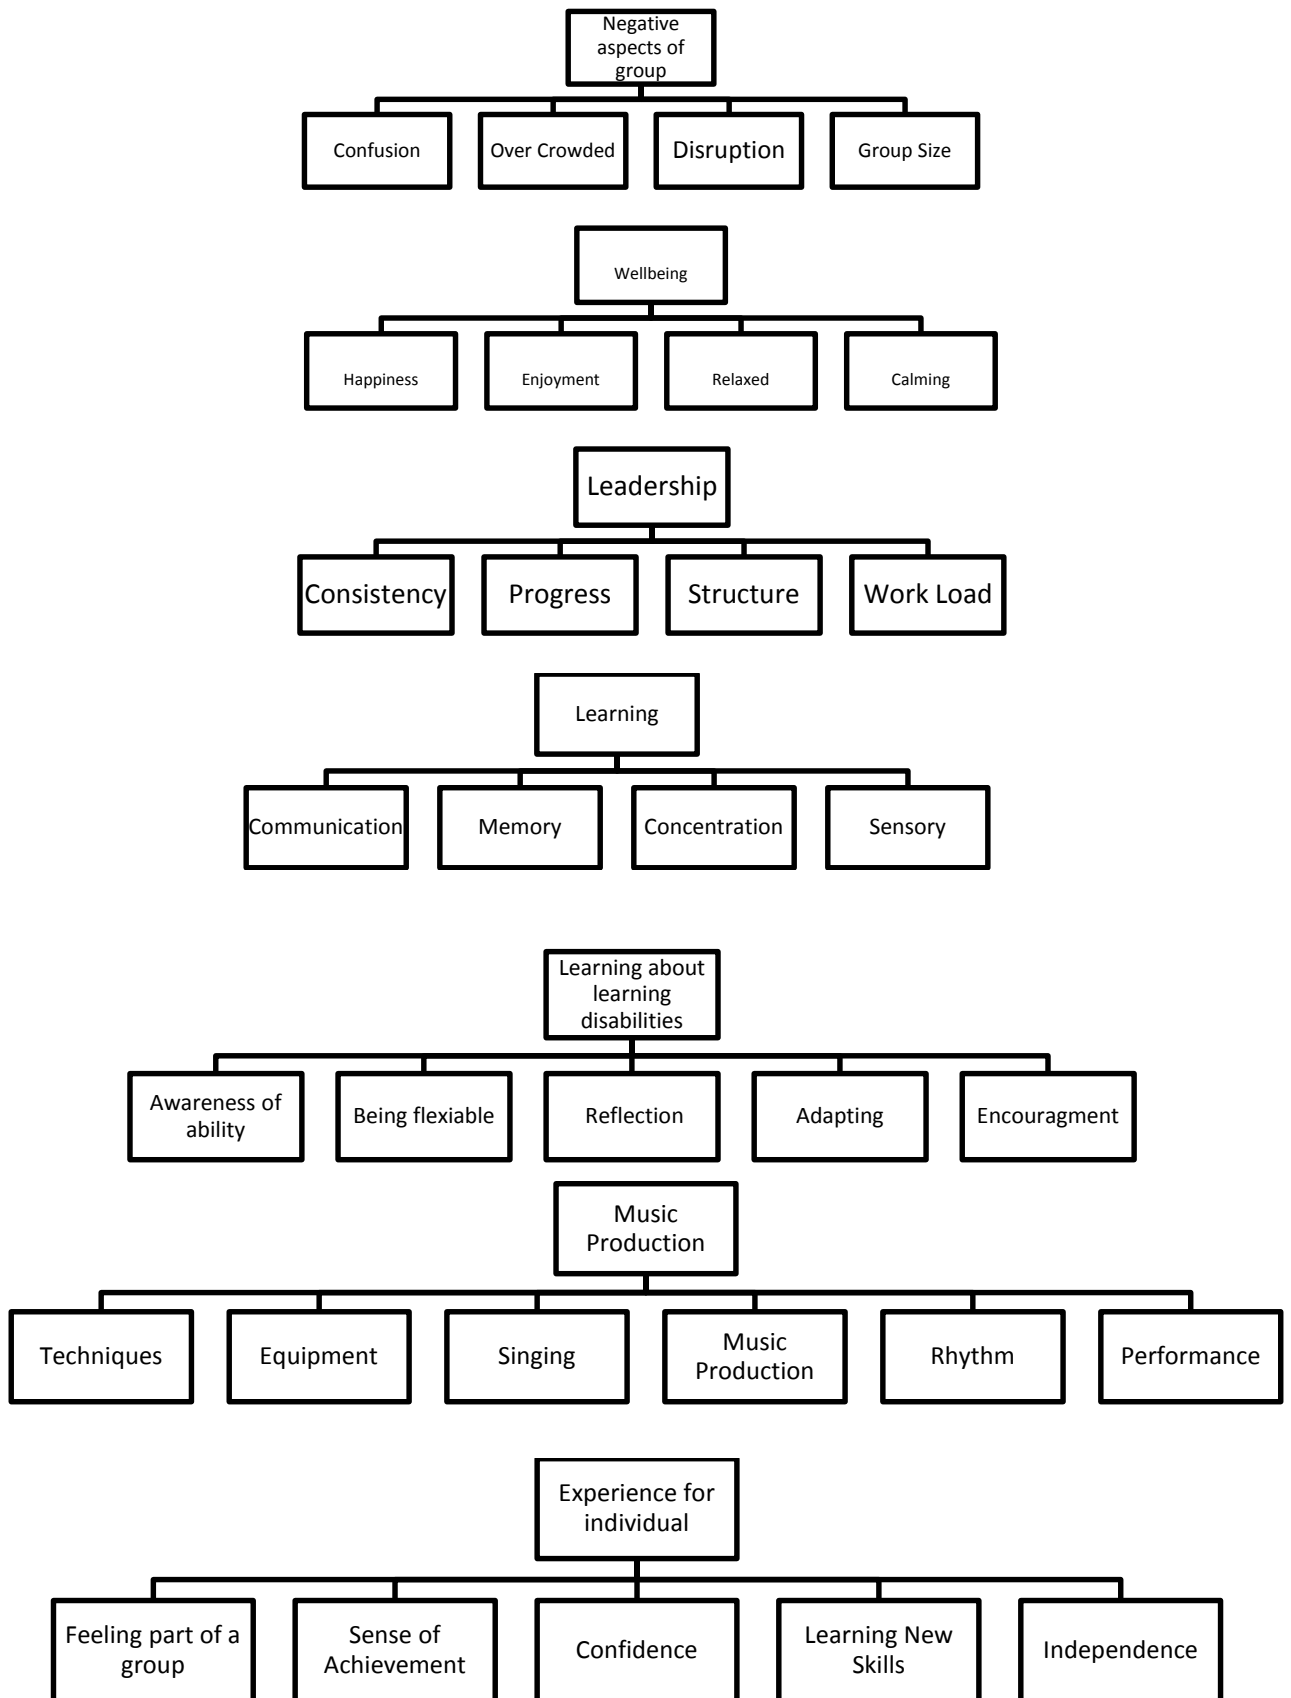 Negative
aspects of
group
Confusion
Over Crowded
Disruption
Group Size
Wellbeing
Happiness
Enjoyment
Relaxed
Calming
Leadership
Consistency
Progress
Structure
Work Load
Learning
Communication
Memory
Concentration
Sensory
Learning about
learning
disabilities
Awareness of
ability
Being flexiable
Reflection
Adapting
Encouragment
Music
Production
Techniques
Equipment
Singing
Music
Production
Rhythm
Performance
Experience for
individual
Feeling part of a
group
Sense of
Achievement
Confidence
Learning New
Skills
Independence